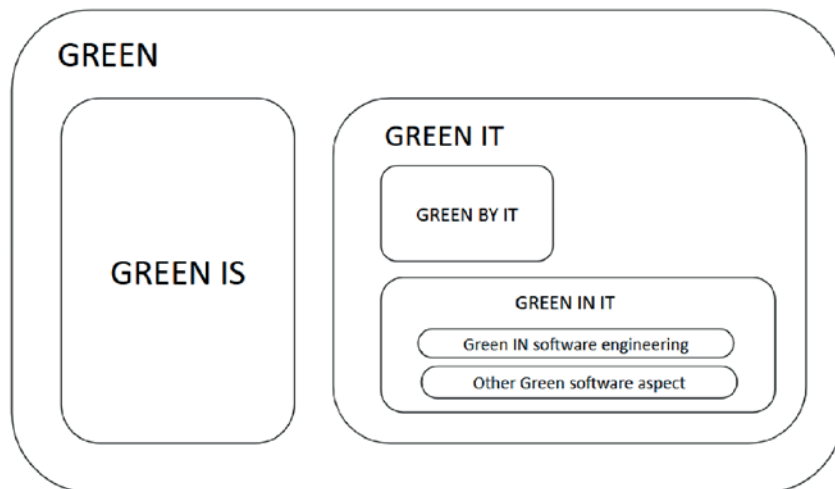 GREEN
GREEN IS
GREEN IT
GREEN BY IT
GREEN IN IT
Green IN software engineering
Other Green software aspect